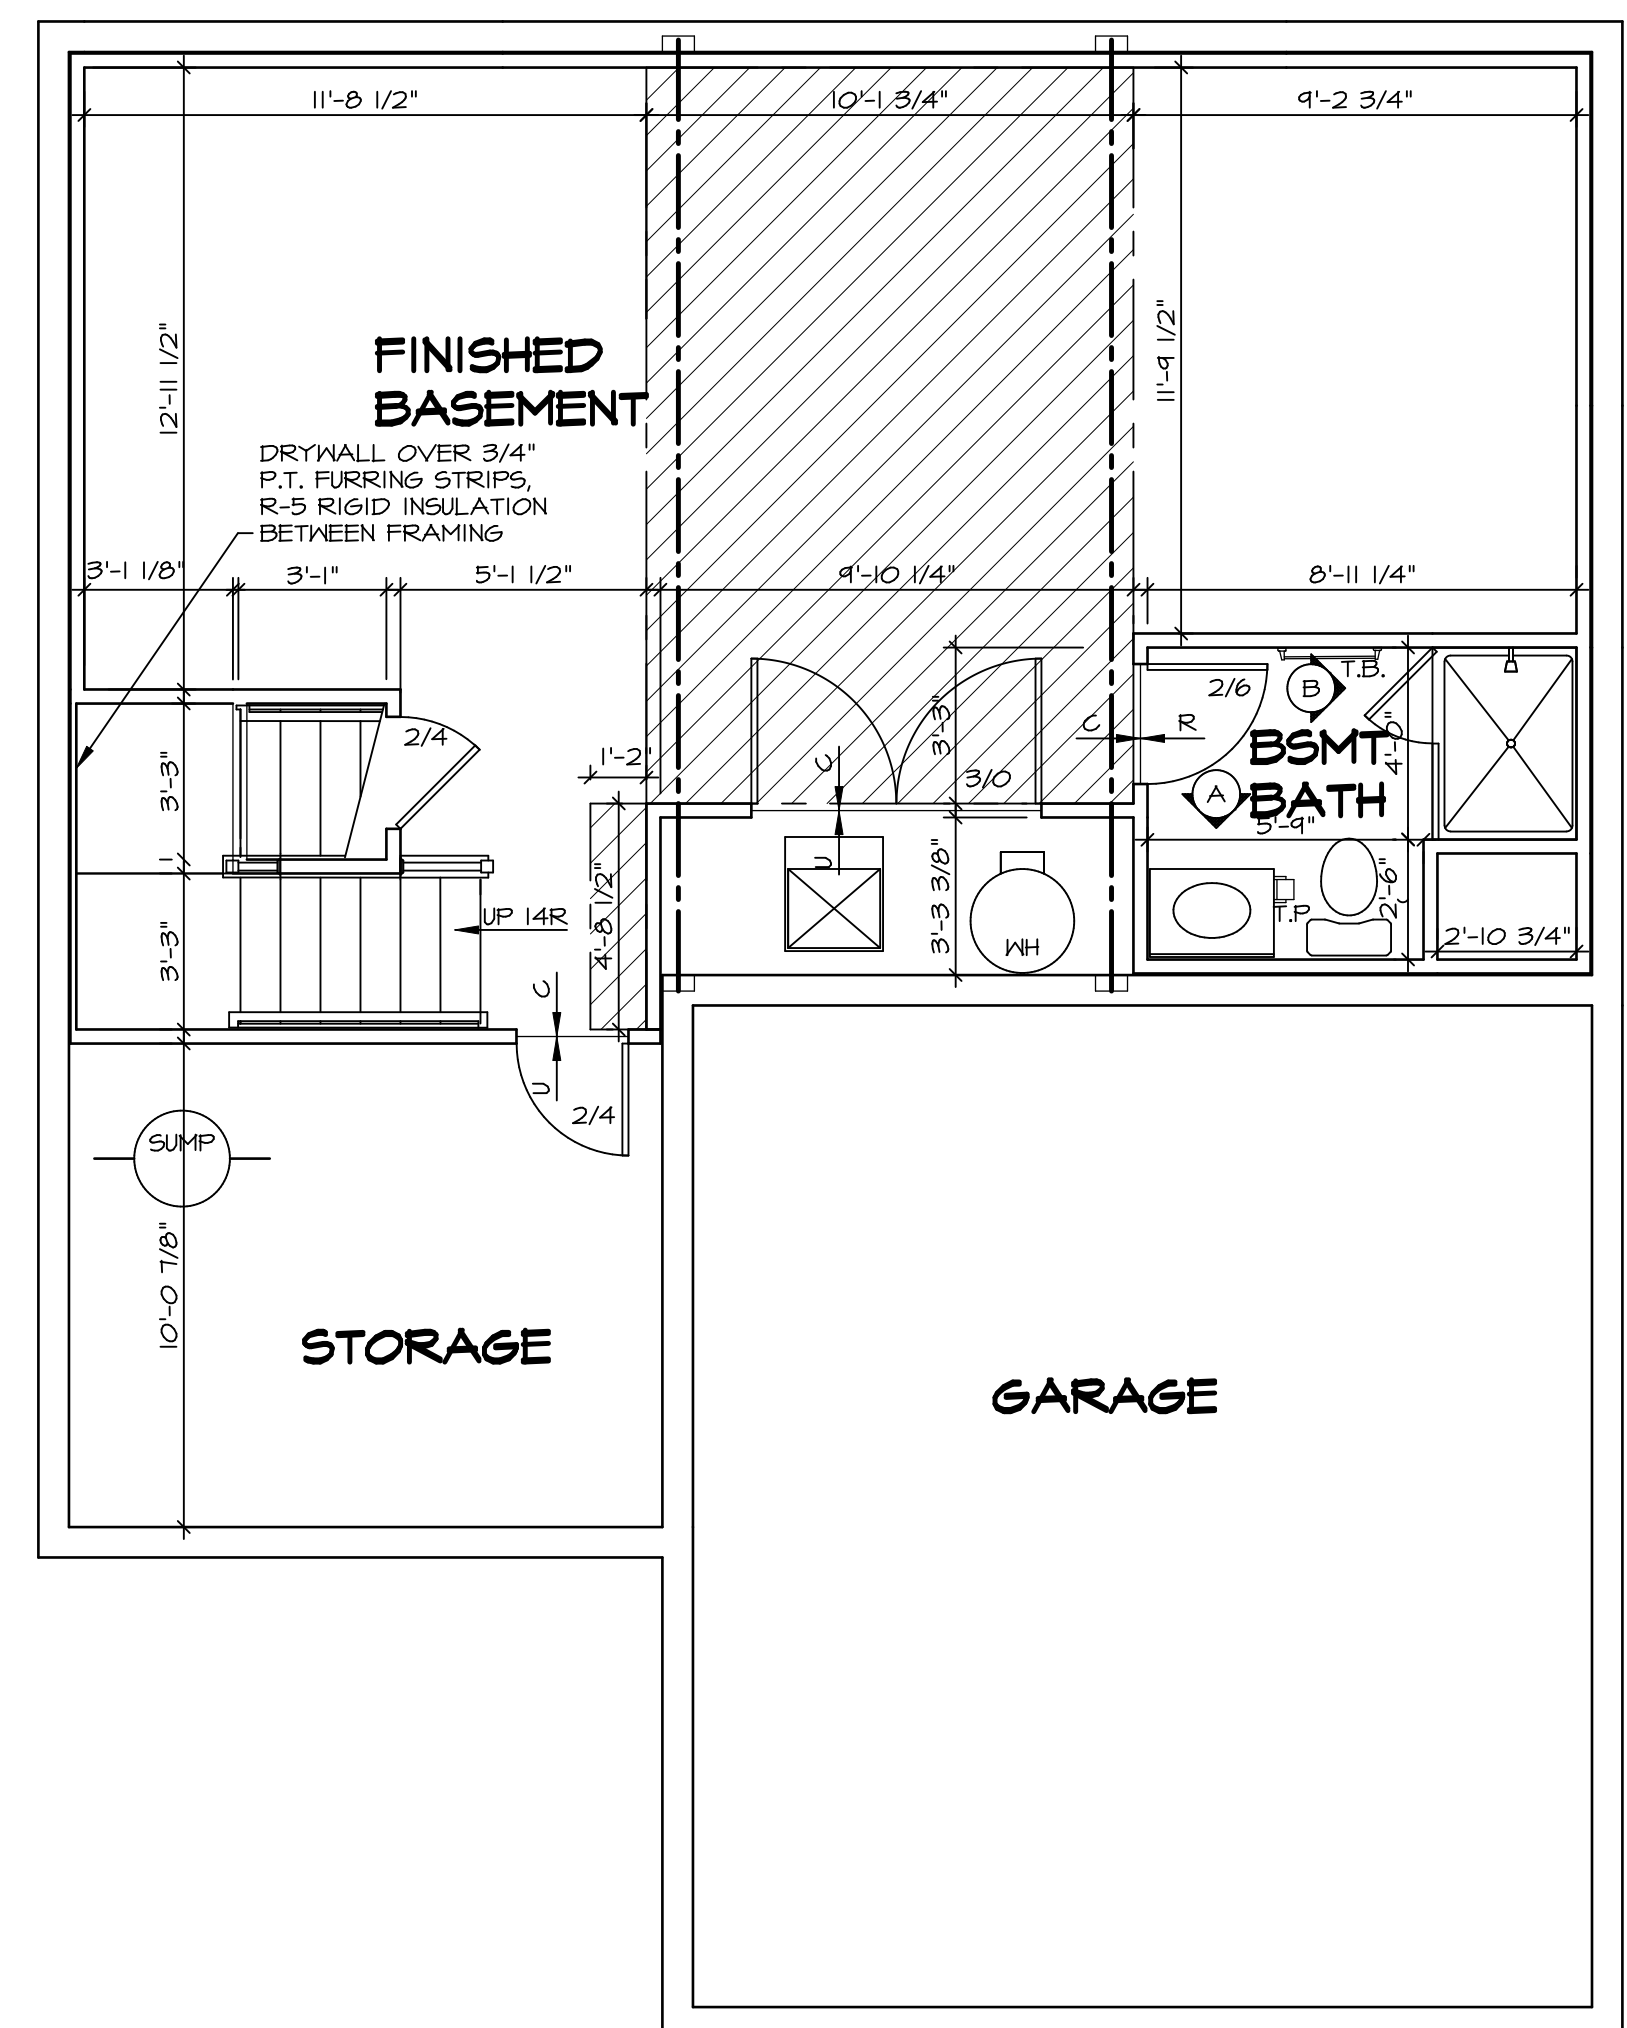 11'-8 1/2"
10'-1 3/4"
9'-2 3/4"
12'-11 1/2"
11'-9 1/2"
FINISHED
BASEMENT
DRYWALL OVER 3/4"
P.T. FURRING STRIPS,
R-5 RIGID INSULATION
BETWEEN FRAMING
3'-1 1/8"
3'-1"
5'-1 1/2"
9'-10 1/4"
8'-11 1/4"
2/4
3'-3"
1'-2"
C
U
3'-3"
3/0
C
R
2/6
B
T.B.
BSMT
BATH
4'-0"
A
5'-9"
3'-3"
UP 14R
4'-8 1/2"
3'-3 3/8"
WH
T.P
2'-6"
2'-10 3/4"
C
U
2/4
SUMP
10'-0 7/8"
STORAGE
GARAGE